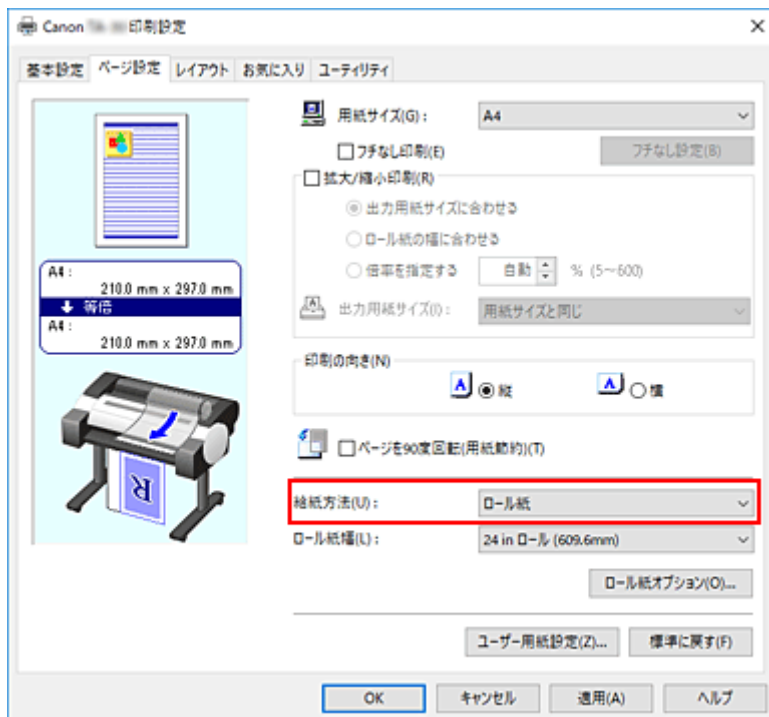 Canon 印刷設定
基本設定 ページ設定 レイアウト お気に入り ユーティリティ
用紙サイズ(G): A4
フチなし印刷(E) フチなし設定(B)
拡大/縮小印刷(R)
出力用紙サイズに合わせる
ロール紙の幅に合わせる
倍率を指定する 自動 % (5～600)
出力用紙サイズ(I): 用紙サイズと同じ
A4:
210.0 mm x 297.0 mm
等倍
A4:
210.0 mm x 297.0 mm
印刷の向き(N)
A 縦 A 横
ページを90度回転(用紙節約)(T)
R
給紙方法(U): ロール紙
ロール紙幅(L): 24 in ロール (609.6mm)
ロール紙オプション(O)...
ユーザー用紙設定(Z)... 標準に戻す(F)
OK キャンセル 適用(A) ヘルプ